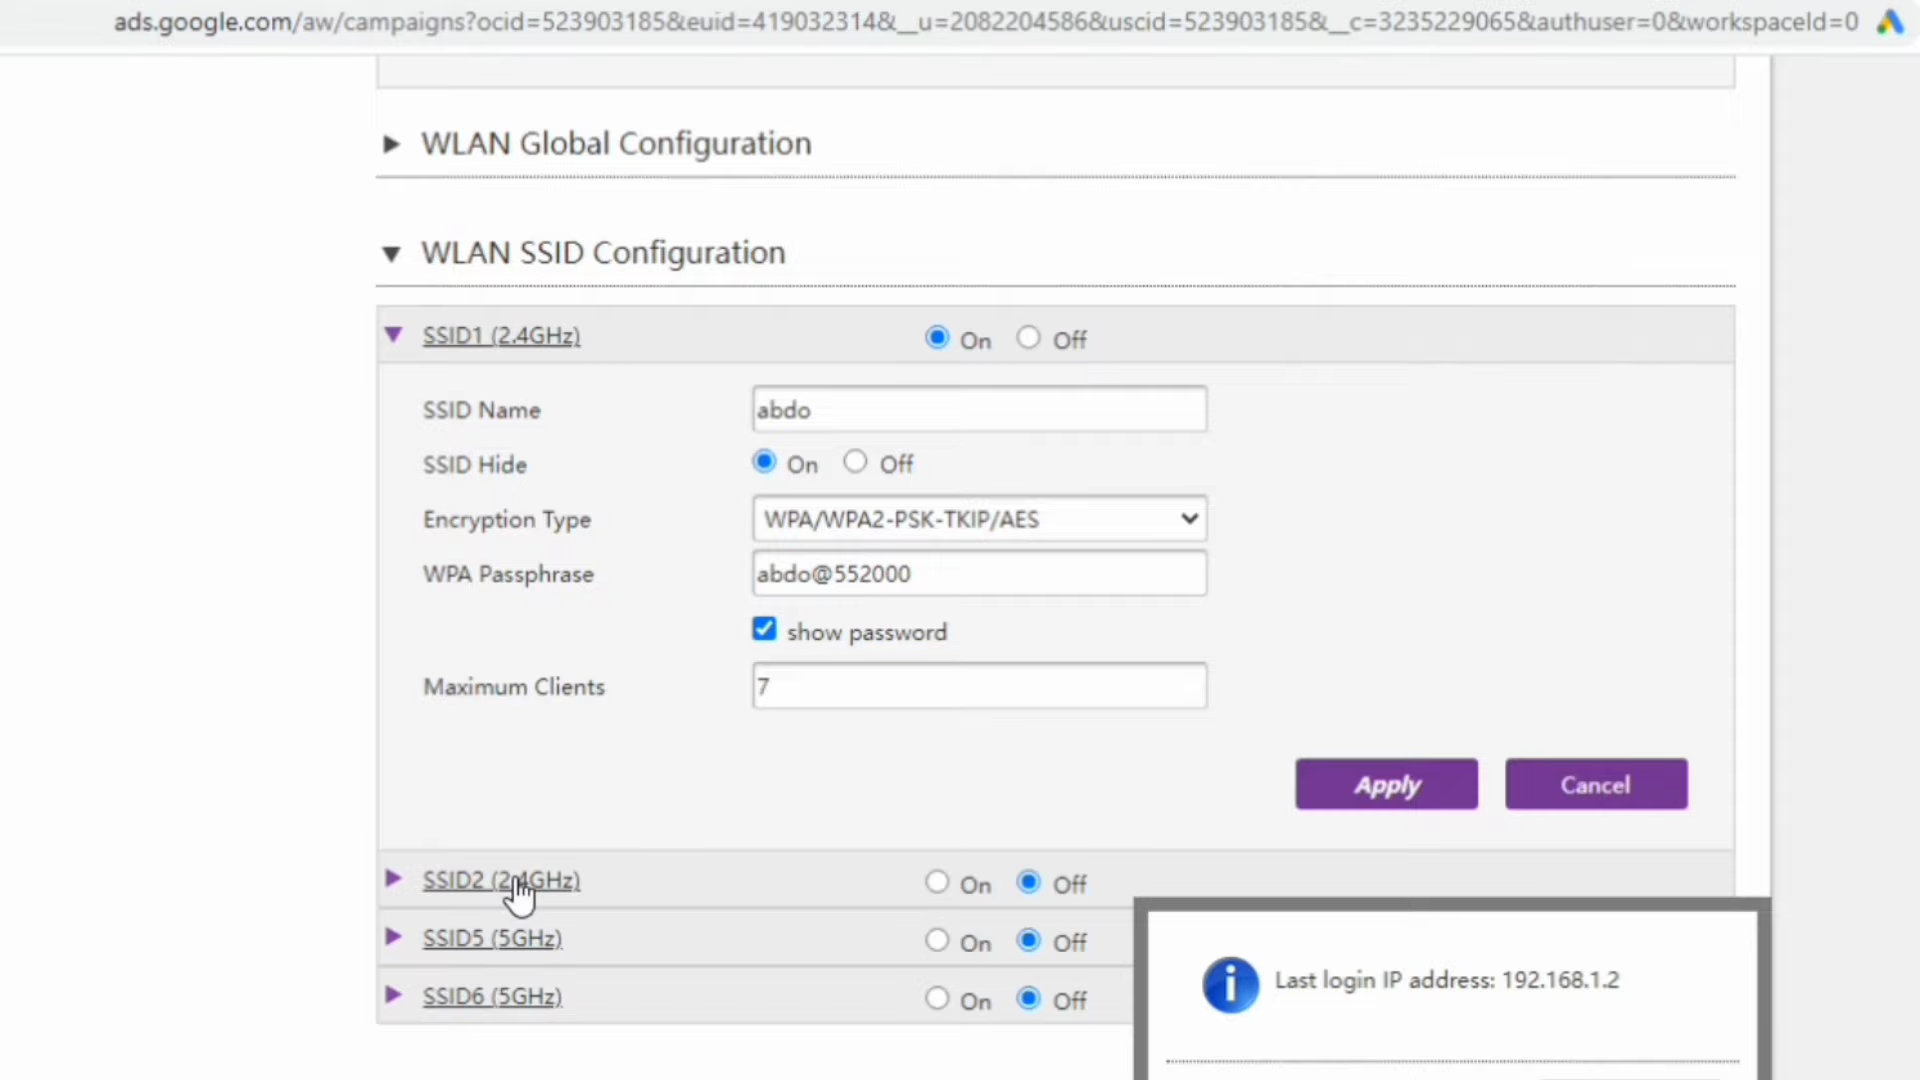 ads.google.com/aw/campaigns?ocid=523903185&euid=419032314&__u=2082204586&uscid=523903185&__c=3235229065&authuser=0&workspaceId=0
WLAN Global Configuration
WLAN SSID Configuration
SSID1 (2.4GHz) On Off
SSID Name abdo
SSID Hide On Off
Encryption Type WPA/WPA2-PSK-TKIP/AES
WPA Passphrase abdo@552000
show password
Maximum Clients 7
Apply Cancel
SSID2 (2.4GHz) On Off
SSID5 (5GHz) On Off
SSID6 (5GHz) On Off
Last login IP address: 192.168.1.2